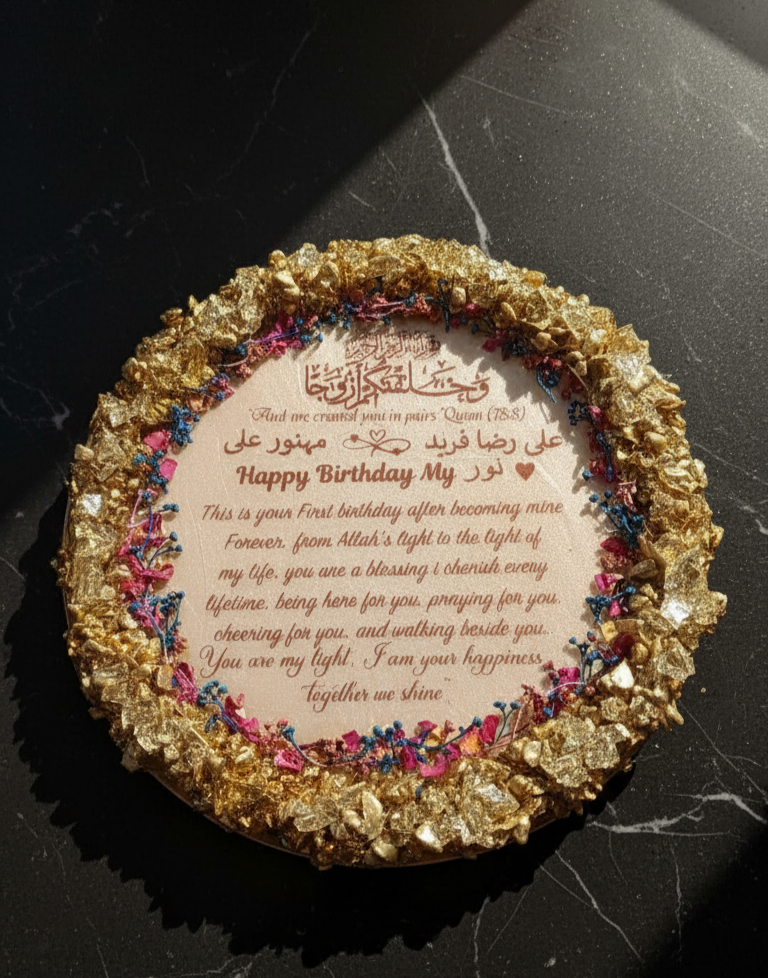 وَخَلَقْنَاكُمْ أَزْوَاجًا
"And we created you in pairs" Quran (78:8)
علی رضا فرید مہنور علی
Happy Birthday My نور ♥
This is your First birthday after becoming mine
Forever. from Allah's light to the light of
my life. you are a blessing i cherish every
lifetime. being here for you. praying for you.
cheering for you.. and walking beside you...
You are my light, I am your happiness
together we shine"